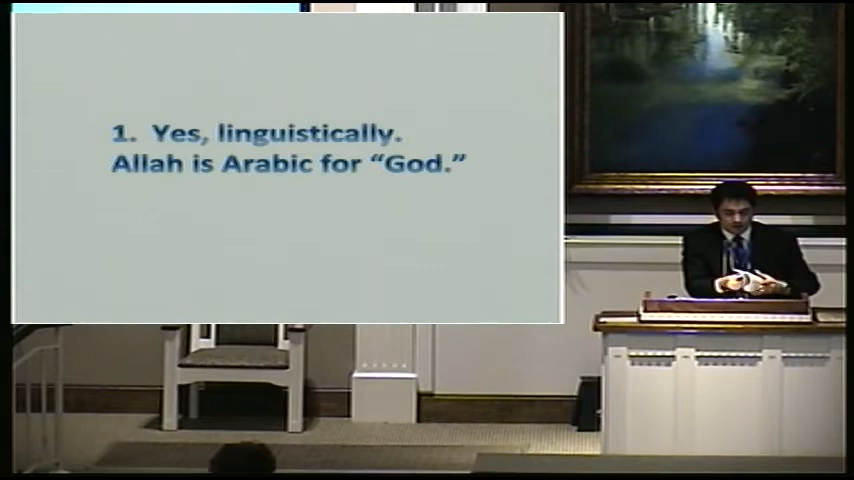 1. Yes, linguistically.
Allah is Arabic for “God.”